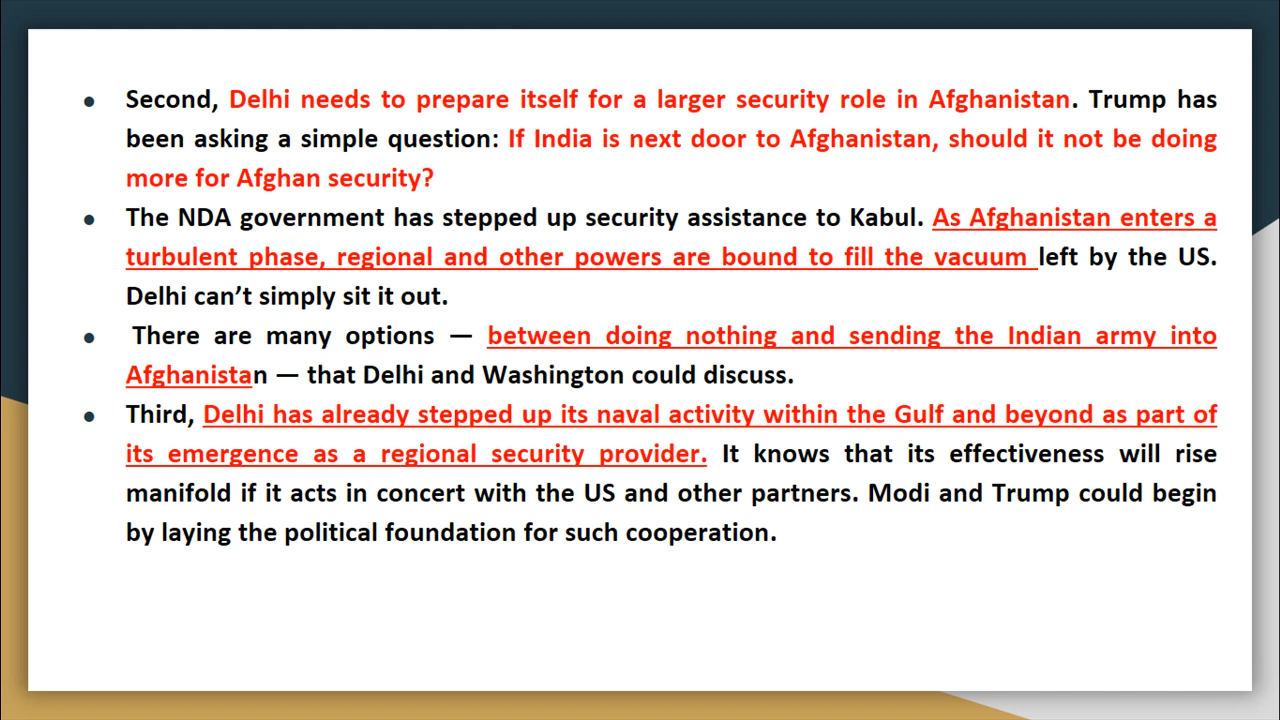 ● Second, Delhi needs to prepare itself for a larger security role in Afghanistan. Trump has
been asking a simple question: If India is next door to Afghanistan, should it not be doing
more for Afghan security?
● The NDA government has stepped up security assistance to Kabul. As Afghanistan enters a
turbulent phase, regional and other powers are bound to fill the vacuum left by the US.
Delhi can’t simply sit it out.
● There are many options — between doing nothing and sending the Indian army into
Afghanistan — that Delhi and Washington could discuss.
● Third, Delhi has already stepped up its naval activity within the Gulf and beyond as part of
its emergence as a regional security provider. It knows that its effectiveness will rise
manifold if it acts in concert with the US and other partners. Modi and Trump could begin
by laying the political foundation for such cooperation.